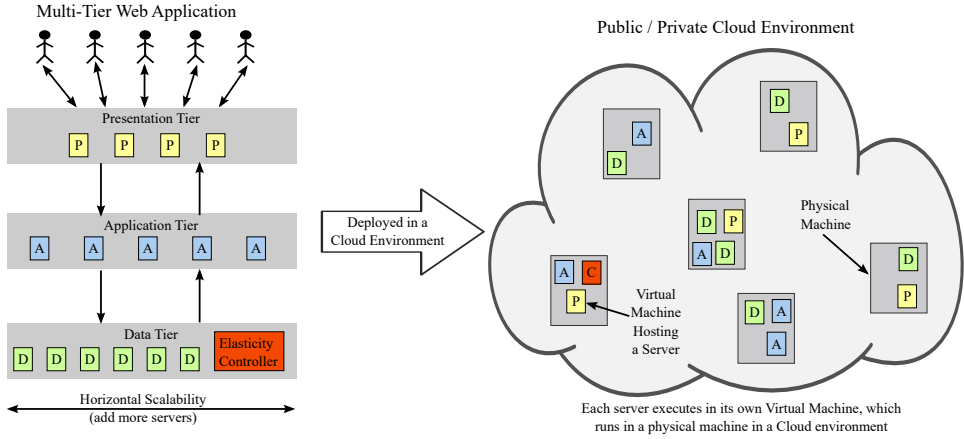 Multi-Tier Web Application
Presentation Tier
P P P P
Application Tier
A A A A A
Data Tier
D D D D D D
Elasticity
Controller
Horizontal Scalability
(add more servers)
Deployed in a
Cloud Environment
Public / Private Cloud Environment
A
D
D
P
D P
A D
Physical
Machine
D
P
A C
P
Virtual
Machine
Hosting
a Server
D A
A
Each server executes in its own Virtual Machine, which
runs in a physical machine in a Cloud environment